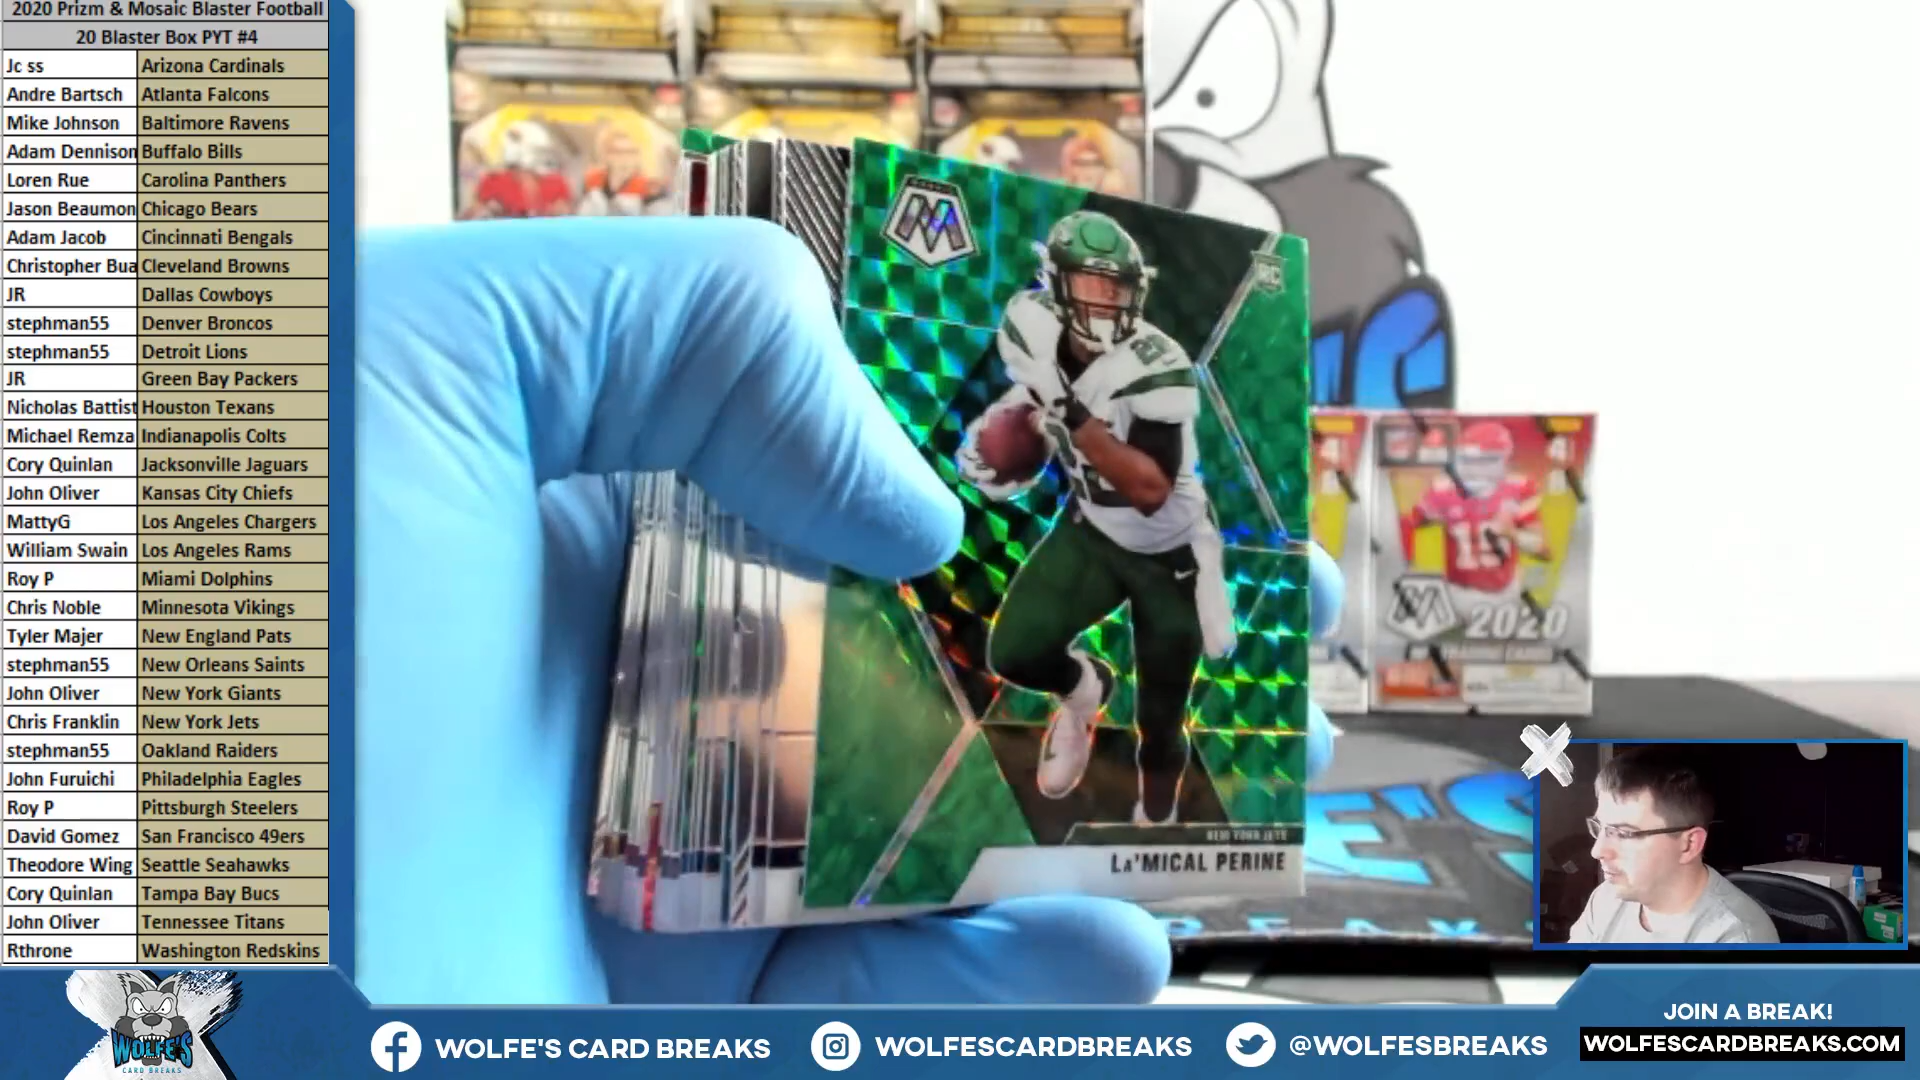 2020 Prizm & Mosaic Blaster Football
20 Blaster Box PYT #4
Jc ss Arizona Cardinals
Andre Bartsch Atlanta Falcons
Mike Johnson Baltimore Ravens
Adam Dennison Buffalo Bills
Loren Rue Carolina Panthers
Jason Beaumon Chicago Bears
Adam Jacob Cincinnati Bengals
Christopher Bua Cleveland Browns
JR Dallas Cowboys
stephman55 Denver Broncos
stephman55 Detroit Lions
JR Green Bay Packers
Nicholas Battist Houston Texans
Michael Remza Indianapolis Colts
Cory Quinlan Jacksonville Jaguars
John Oliver Kansas City Chiefs
MattyG Los Angeles Chargers
William Swain Los Angeles Rams
Roy P Miami Dolphins
Chris Noble Minnesota Vikings
Tyler Majer New England Pats
stephman55 New Orleans Saints
John Oliver New York Giants
Chris Franklin New York Jets
stephman55 Oakland Raiders
John Furuichi Philadelphia Eagles
Roy P Pittsburgh Steelers
David Gomez San Francisco 49ers
Theodore Wing Seattle Seahawks
Cory Quinlan Tampa Bay Bucs
John Oliver Tennessee Titans
Rthrone Washington Redskins
RC
NEW YORK JETS
LA'MICAL PERINE
15
2020
WOLFE'S
CARD BREAKS
WOLFE'S CARD BREAKS
WOLFESCARDBREAKS
@WOLFESBREAKS
JOIN A BREAK!
WOLFESCARDBREAKS.COM